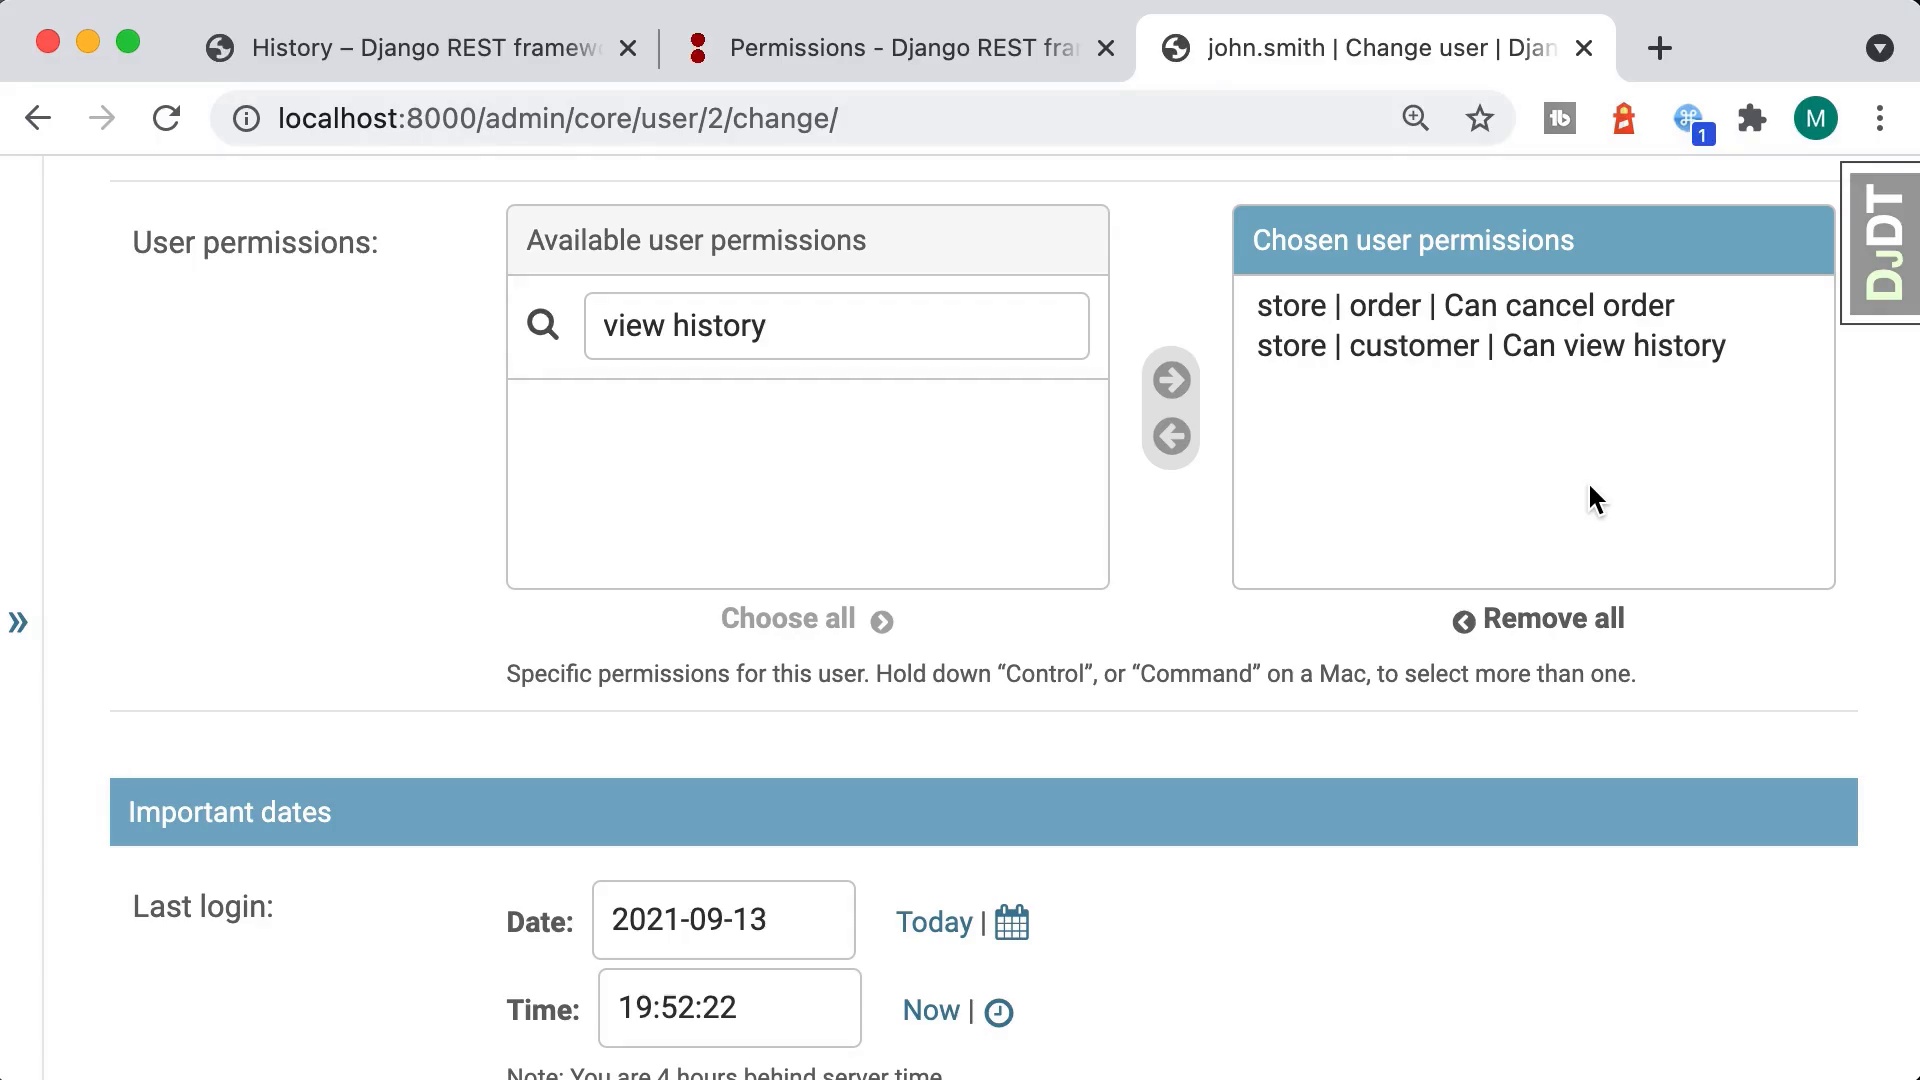 History – Django REST framew
Permissions - Django REST fra
john.smith | Change user | Djan
localhost:8000/admin/core/user/2/change/
1
M
DJDT
User permissions:
Available user permissions
view history
Chosen user permissions
store | order | Can cancel order
store | customer | Can view history
Choose all
Remove all
Specific permissions for this user. Hold down “Control”, or “Command” on a Mac, to select more than one.
Important dates
Last login:
Date: 2021-09-13 Today |
Time: 19:52:22 Now |
Note: You are 4 hours behind server time.